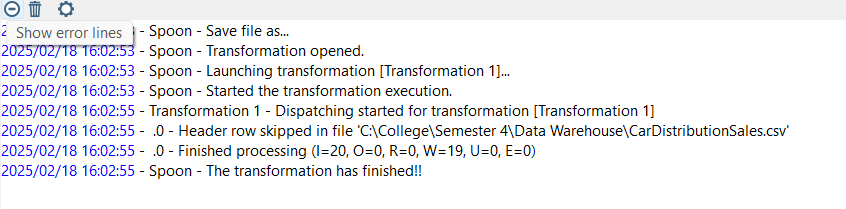 Show error lines
2 3 - Spoon - Save file as...
2025/02/18 16:02:53 - Spoon - Transformation opened.
2025/02/18 16:02:53 - Spoon - Launching transformation [Transformation 1]...
2025/02/18 16:02:53 - Spoon - Started the transformation execution.
2025/02/18 16:02:55 - Transformation 1 - Dispatching started for transformation [Transformation 1]
2025/02/18 16:02:55 -  .0 - Header row skipped in file 'C:\College\Semester 4\Data Warehouse\CarDistributionSales.csv'
2025/02/18 16:02:55 -  .0 - Finished processing (I=20, O=0, R=0, W=19, U=0, E=0)
2025/02/18 16:02:55 - Spoon - The transformation has finished!!